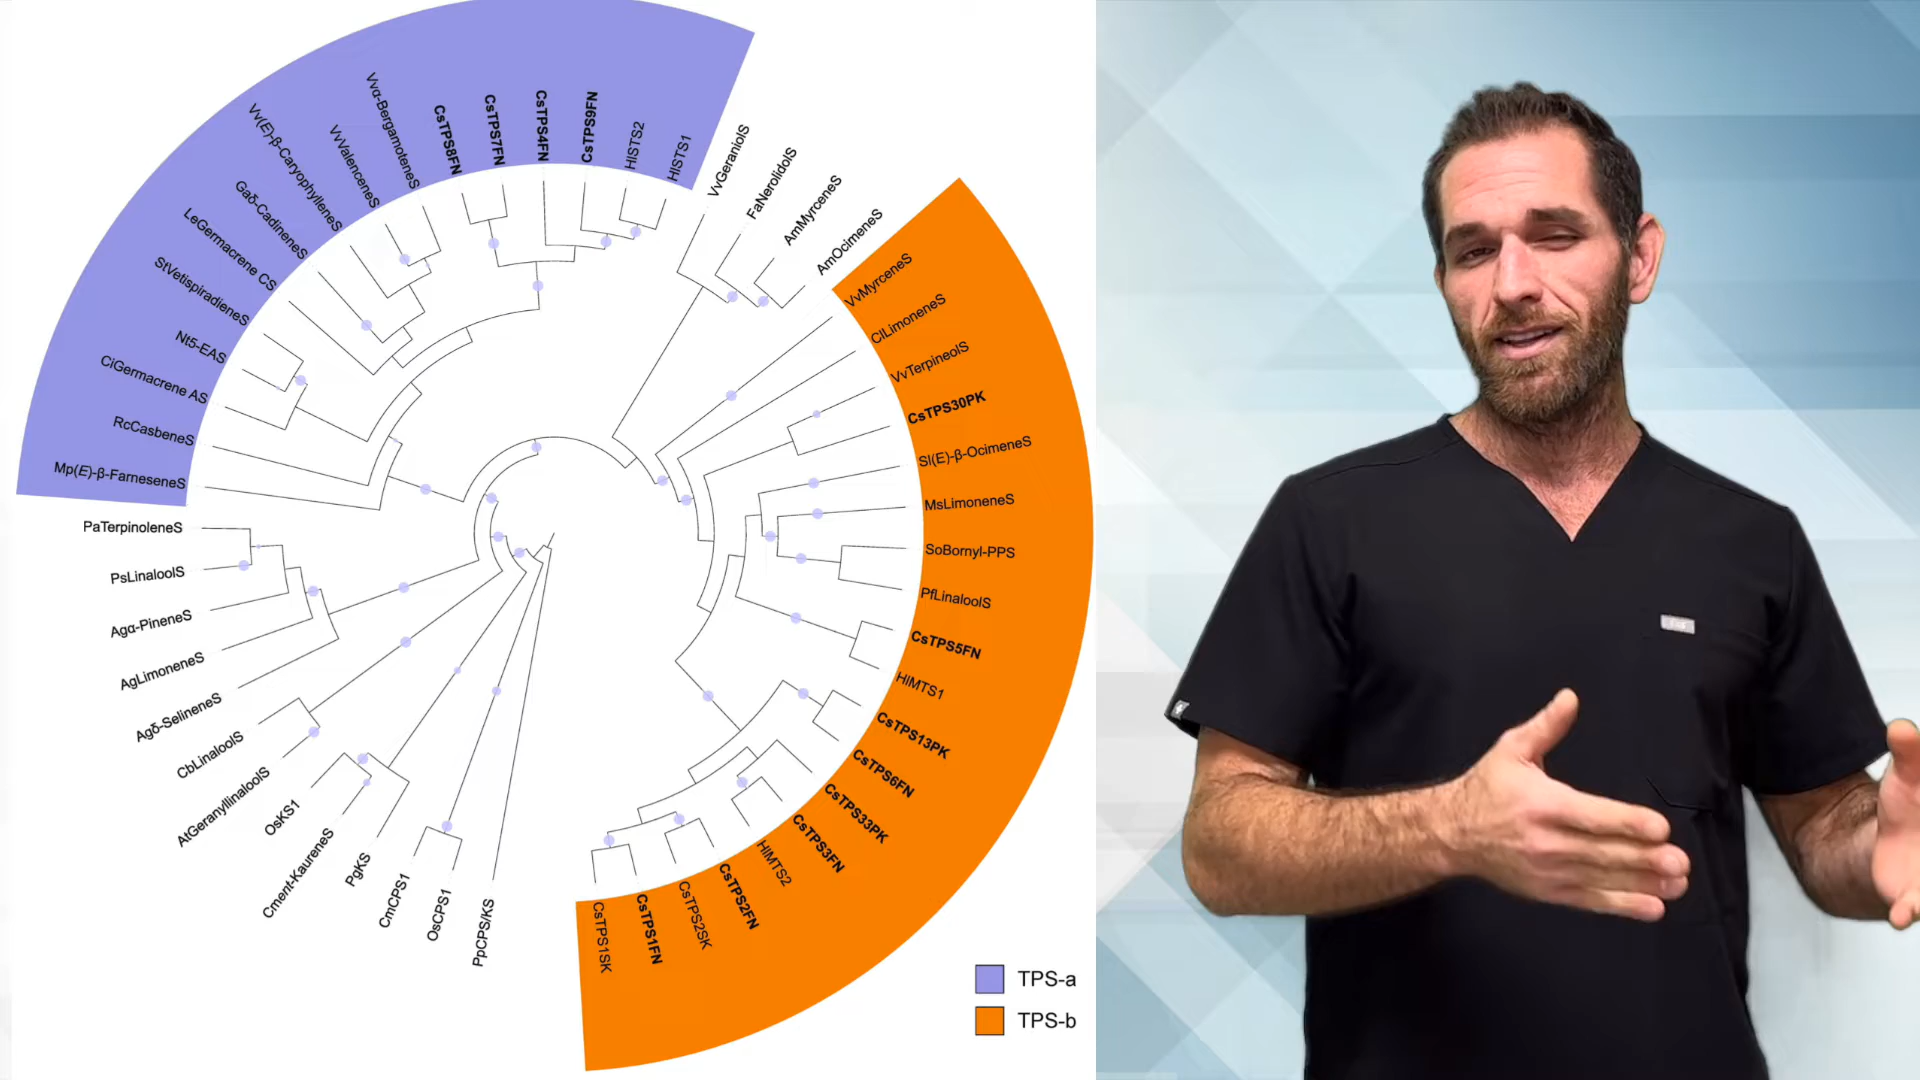 Mp(E)-β-FarneseneS
RcCasbeneS
CiGermacrene AS
Nt5-EAS
StVetispiradieneS
LeGermacrene CS
Gaδ-CadineneS
Vv(E)-β-CaryophylleneS
VvValenceneS
Vvα-BergamoteneS
CsTPS8FN
CsTPS7FN
CsTPS4FN
CsTPS9FN
HlSTS2
HlSTS1
VvGeraniolS
FaNerolidolS
AmMyrceneS
AmOcimeneS
VvMyrceneS
ClLimoneneS
VvTerpineolS
CsTPS30PK
Sl(E)-β-OcimeneS
MsLimoneneS
SoBornyl-PPS
PfLinaloolS
CsTPS5FN
HlMTS1
CsTPS13PK
CsTPS6FN
CsTPS33PK
CsTPS3FN
HlMTS2
CsTPS2FN
CsTPS2SK
CsTPS1FN
CsTPS1SK
PpCPS/KS
OsCPS1
CmCPS1
PgKS
Cment-KaureneS
OsKS1
AtGeranyllinaloolS
CbLinaloolS
Agδ-SelineneS
AgLimoneneS
Agα-PineneS
PsLinaloolS
PaTerpinoleneS
TPS-a
TPS-b